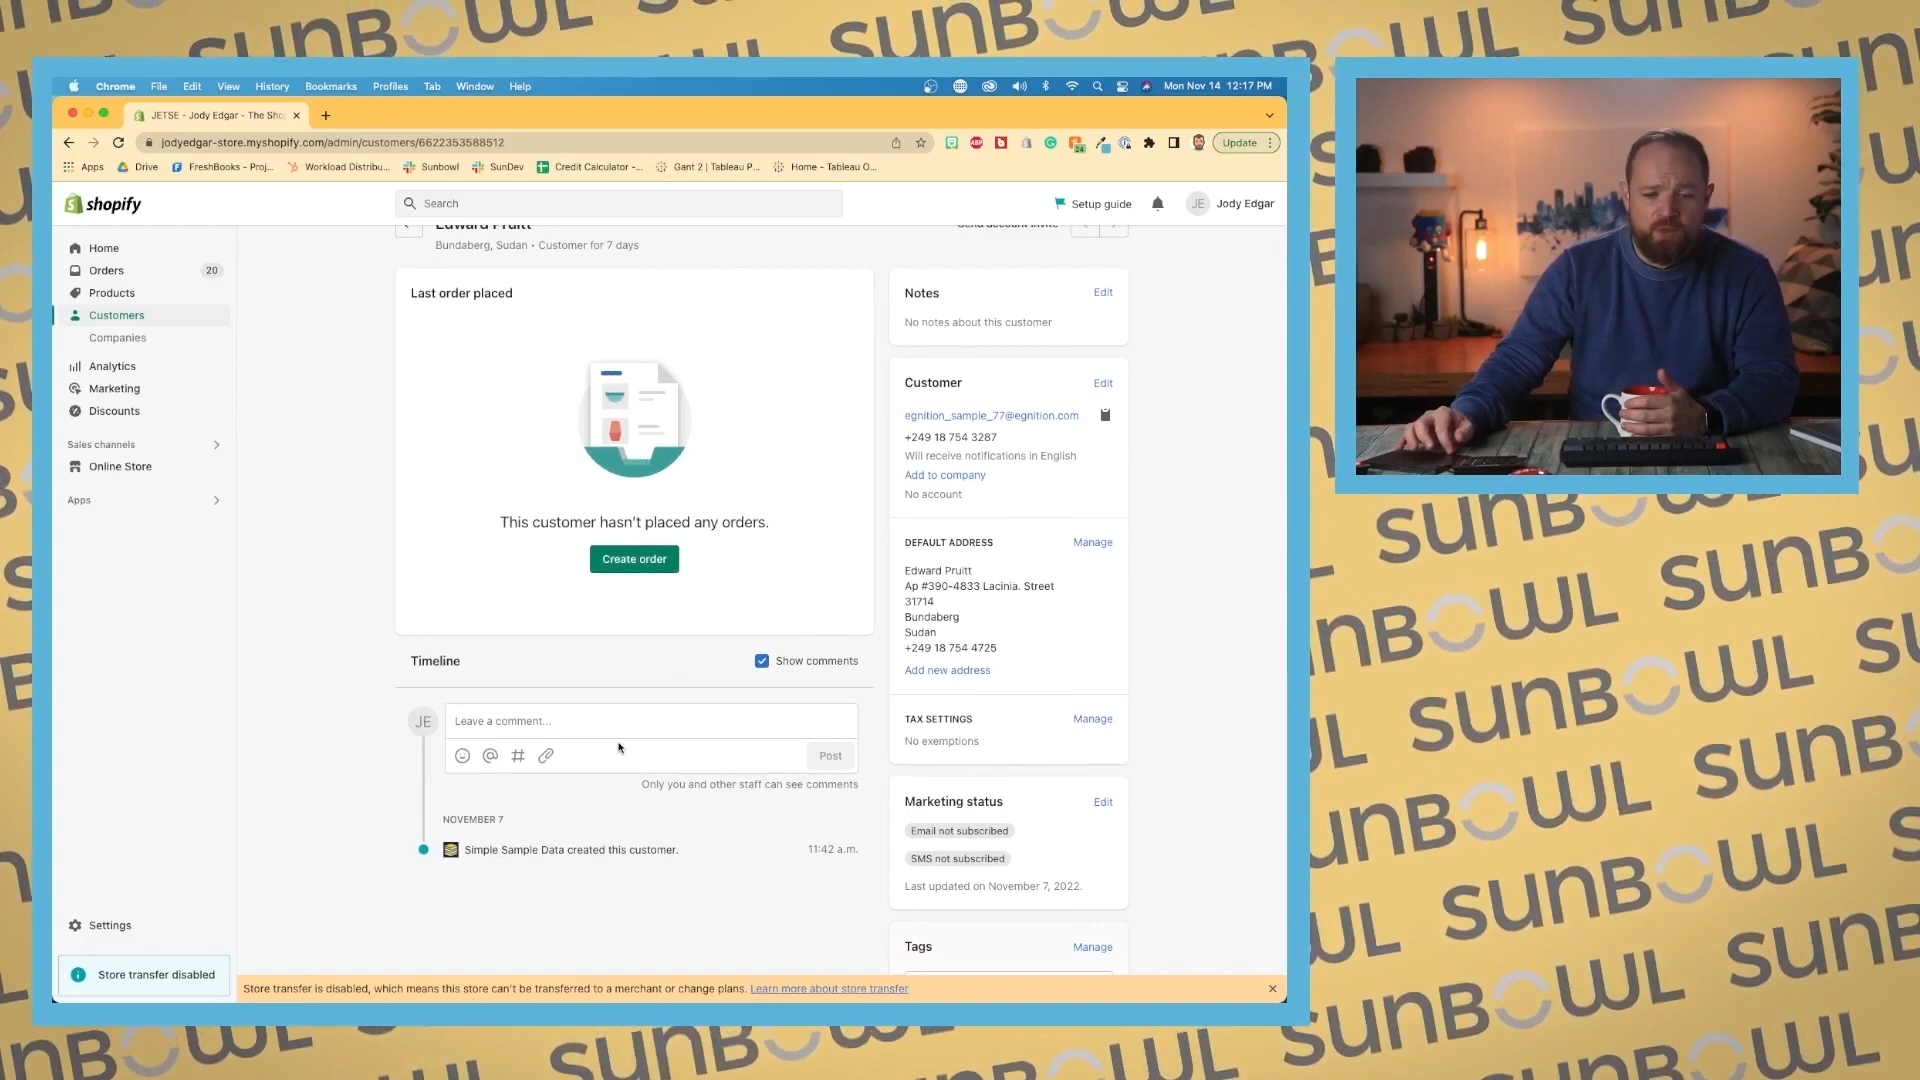 SUNBOWL
Chrome File Edit View History Bookmarks Profiles Tab Window Help
Mon Nov 14 12:17 PM
JETSE - Jody Edgar - The Sho
jodyedgar-store.myshopify.com/admin/customers/6622353588512
ABP
24
Update
Apps Drive FreshBooks - Proj... Workload Distribu... Sunbowl SunDev Credit Calculator -... Gant 2 | Tableau P... Home - Tableau O...
shopify
Search
Setup guide
JE Jody Edgar
Home
Orders 20
Products
Customers
Companies
Analytics
Marketing
Discounts
Sales channels
Online Store
Apps
Settings
Store transfer disabled
Edward Pruitt
Send account invite
Bundaberg, Sudan • Customer for 7 days
Last order placed
This customer hasn't placed any orders.
Create order
Timeline
Show comments
JE
Leave a comment...
Post
Only you and other staff can see comments
NOVEMBER 7
Simple Sample Data created this customer.
11:42 a.m.
Notes
Edit
No notes about this customer
Customer
Edit
egnition_sample_77@egnition.com
+249 18 754 3287
Will receive notifications in English
Add to company
No account
DEFAULT ADDRESS
Manage
Edward Pruitt
Ap #390-4833 Lacinia. Street
31714
Bundaberg
Sudan
+249 18 754 4725
Add new address
TAX SETTINGS
Manage
No exemptions
Marketing status
Edit
Email not subscribed
SMS not subscribed
Last updated on November 7, 2022.
Tags
Manage
Store transfer is disabled, which means this store can't be transferred to a merchant or change plans. Learn more about store transfer